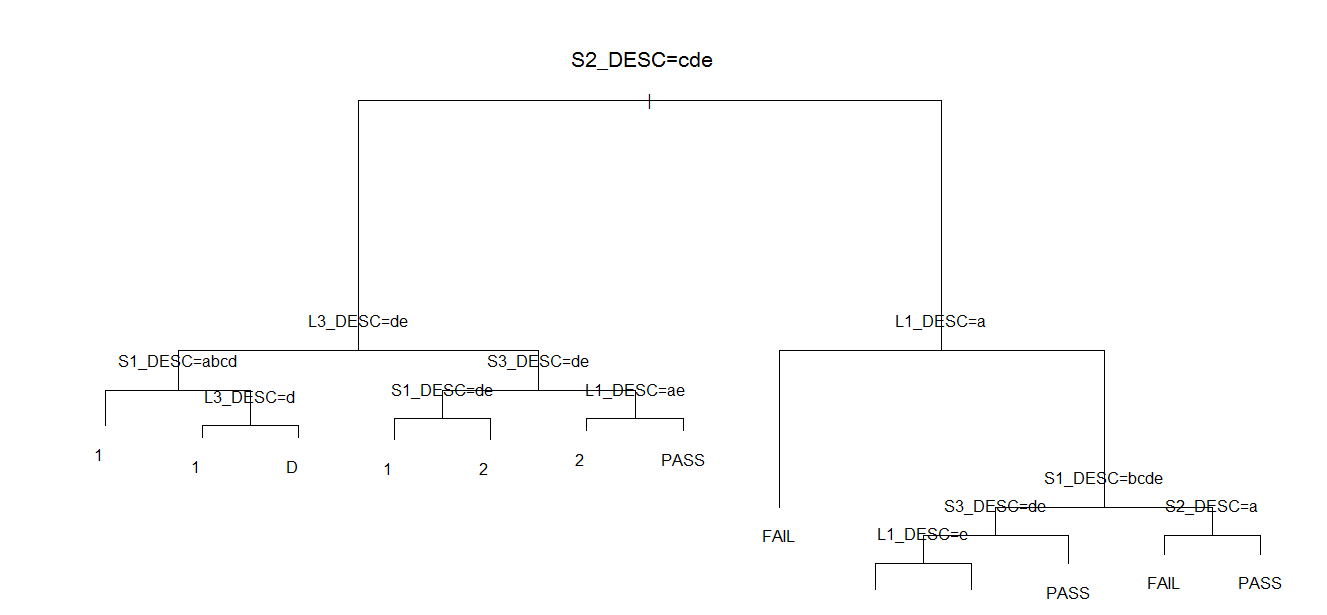 S2_DESC=cde
L3_DESC=de
L1_DESC=a
S1_DESC=abcd
S3_DESC=de
L3_DESC=d
S1_DESC=de
L1_DESC=ae
1
1
D
1
2
2
PASS
S1_DESC=bcde
S3_DESC=de
S2_DESC=a
FAIL
L1_DESC=e
PASS
FAIL
PASS